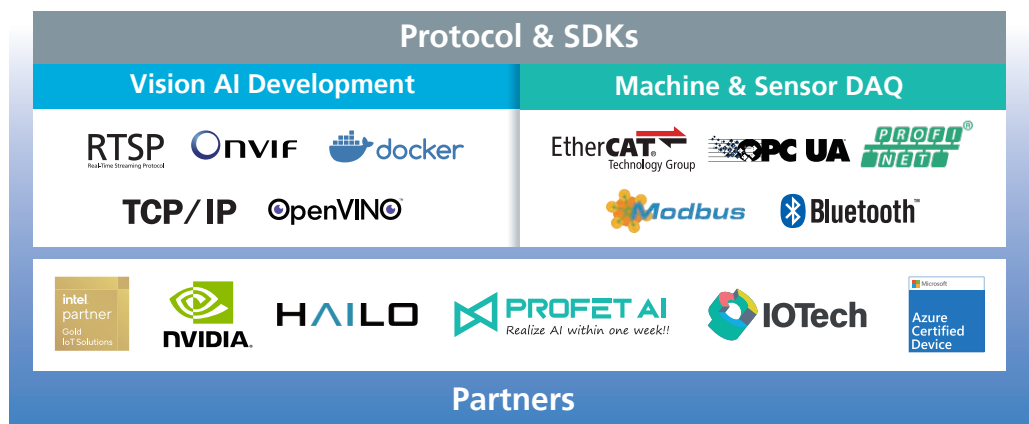 Protocol & SDKs
Vision AI Development
Machine & Sensor DAQ
RTSP
Real-Time Streaming Protocol
ONVIF
docker
EtherCAT®
Technology Group
OPC UA
PROFI®
NET
TCP/IP
OpenVINO
Modbus
Bluetooth™
intel
partner
Gold
IoT Solutions
NVIDIA.
HAILO
PROFET AI
Realize AI within one week!!
IOTech
Microsoft
Azure
Certified
Device
Partners